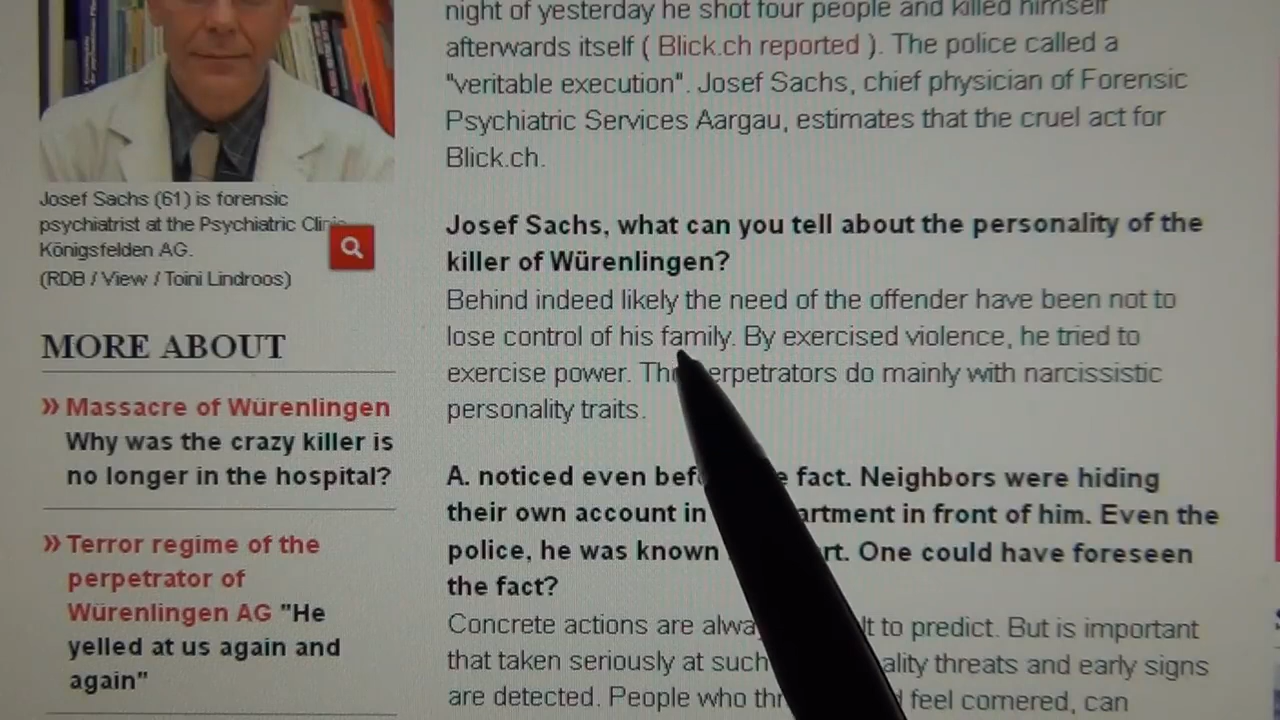 night of yesterday he shot four people and killed himself
afterwards itself ( Blick.ch reported ). The police called a
"veritable execution". Josef Sachs, chief physician of Forensic
Psychiatric Services Aargau, estimates that the cruel act for
Blick.ch.
Josef Sachs (61) is forensic
psychiatrist at the Psychiatric Clinic
Königsfelden AG.
(RDB / View / Toini Lindroos)
MORE ABOUT
» Massacre of Würenlingen
Why was the crazy killer is
no longer in the hospital?
» Terror regime of the
perpetrator of
Würenlingen AG "He
yelled at us again and
again"
Josef Sachs, what can you tell about the personality of the
killer of Würenlingen?
Behind indeed likely the need of the offender have been not to
lose control of his family. By exercised violence, he tried to
exercise power. The perpetrators do mainly with narcissistic
personality traits.
A. noticed even fact. Neighbors were hiding
their own account in in front of him. Even the
police, he was known One could have foreseen
the fact?
Concrete actions are to predict. But is important
that taken seriously at such threats and early signs
are detected. People who feel cornered, can